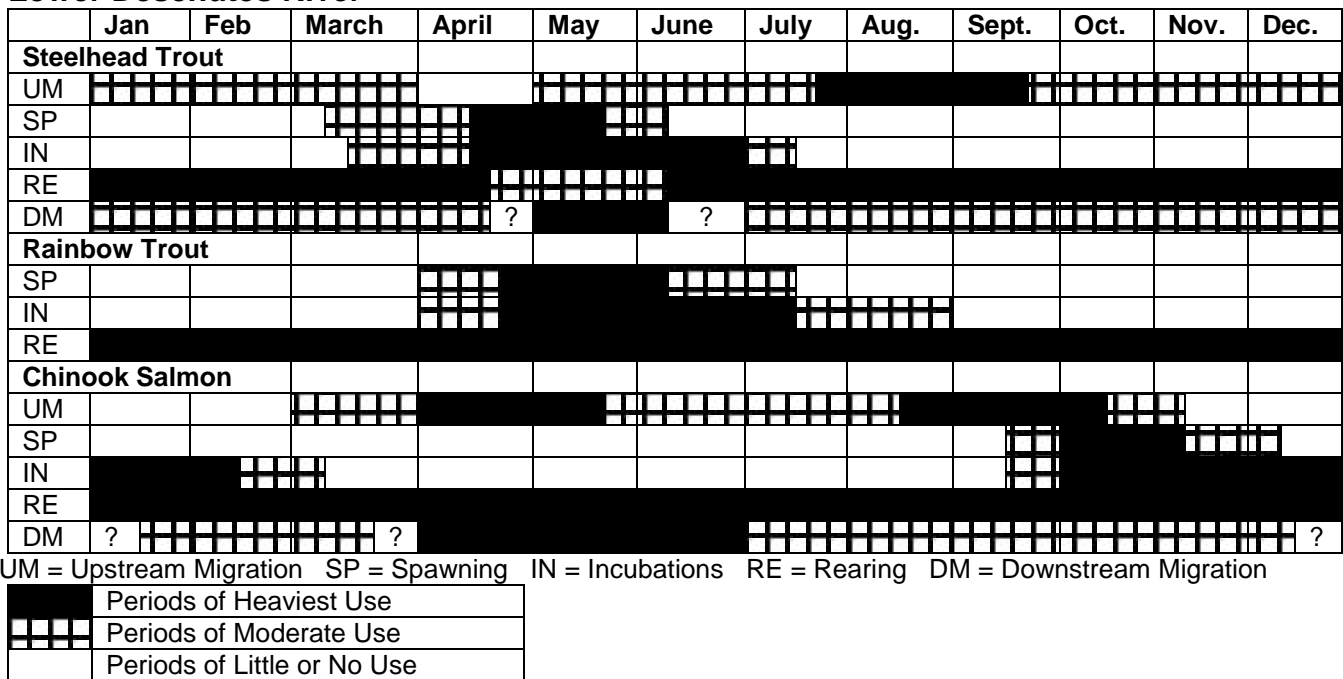 Jan Feb March April May June July Aug. Sept. Oct. Nov. Dec.
Steelhead Trout
UM
SP
IN
RE
DM ? ?
Rainbow Trout
SP
IN
RE
Chinook Salmon
UM
SP
IN
RE
DM ? ? ?
UM = Upstream Migration SP = Spawning IN = Incubations RE = Rearing DM = Downstream Migration
Periods of Heaviest Use
Periods of Moderate Use
Periods of Little or No Use